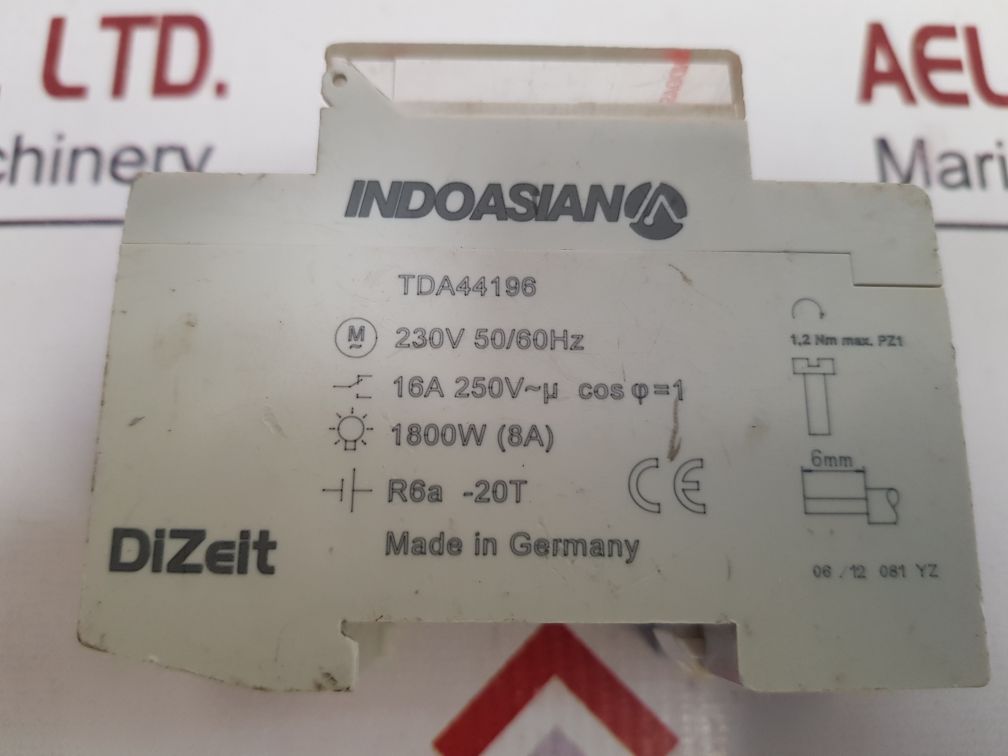 LTD.
AEL
chinery
Mari
INDOASIAN
TDA44196
M 230V 50/60Hz
1,2 Nm max. PZ1
16A 250V~µ cos φ=1
1800W (8A)
6mm
R6a -20T
CE
DiZeit
Made in Germany
06 / 12 081 YZ